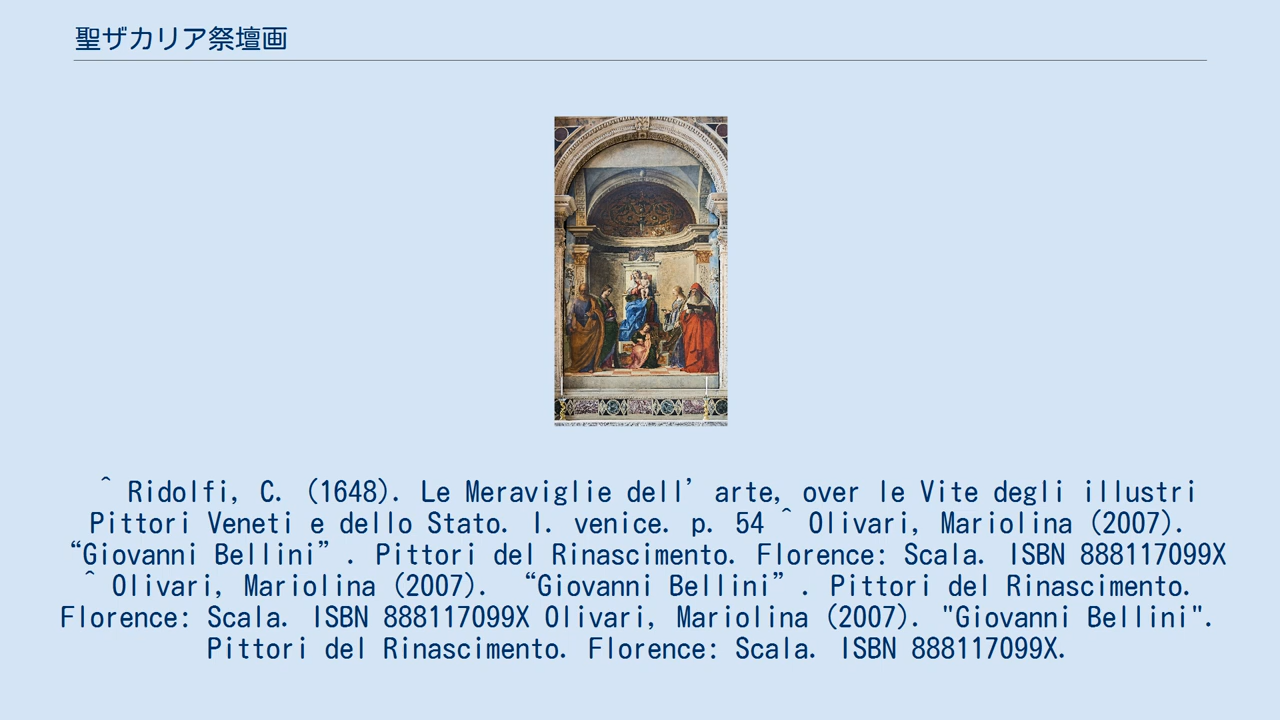 聖ザカリア祭壇画
^ Ridolfi, C. (1648). Le Meraviglie dell’arte, over le Vite degli illustri
Pittori Veneti e dello Stato. I. venice. p. 54 ^ Olivari, Mariolina (2007).
“Giovanni Bellini”. Pittori del Rinascimento. Florence: Scala. ISBN 888117099X
^ Olivari, Mariolina (2007). “Giovanni Bellini”. Pittori del Rinascimento.
Florence: Scala. ISBN 888117099X Olivari, Mariolina (2007). "Giovanni Bellini".
Pittori del Rinascimento. Florence: Scala. ISBN 888117099X.